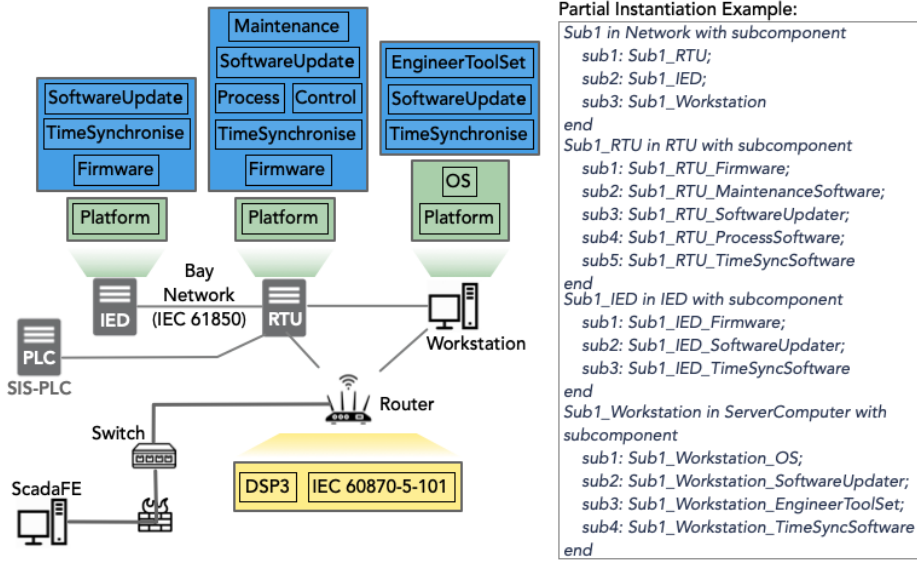 Maintenance
SoftwareUpdate
Process Control
TimeSynchronise
Firmware
SoftwareUpdate
TimeSynchronise
Firmware
EngineerToolSet
SoftwareUpdate
TimeSynchronise
Platform
Platform
OS
Platform
Bay
Network
(IEC 61850)
IED
RTU
Workstation
PLC
SIS-PLC
Router
Switch
DSP3 IEC 60870-5-101
ScadaFE
Partial Instantiation Example:
Sub1 in Network with subcomponent
sub1: Sub1_RTU;
sub2: Sub1_IED;
sub3: Sub1_Workstation
end
Sub1_RTU in RTU with subcomponent
sub1: Sub1_RTU_Firmware;
sub2: Sub1_RTU_MaintenanceSoftware;
sub3: Sub1_RTU_SoftwareUpdater;
sub4: Sub1_RTU_ProcessSoftware;
sub5: Sub1_RTU_TimeSyncSoftware
end
Sub1_IED in IED with subcomponent
sub1: Sub1_IED_Firmware;
sub2: Sub1_IED_SoftwareUpdater;
sub3: Sub1_IED_TimeSyncSoftware
end
Sub1_Workstation in ServerComputer with
subcomponent
sub1: Sub1_Workstation_OS;
sub2: Sub1_Workstation_SoftwareUpdater;
sub3: Sub1_Workstation_EngineerToolSet;
sub4: Sub1_Workstation_TimeSyncSoftware
end